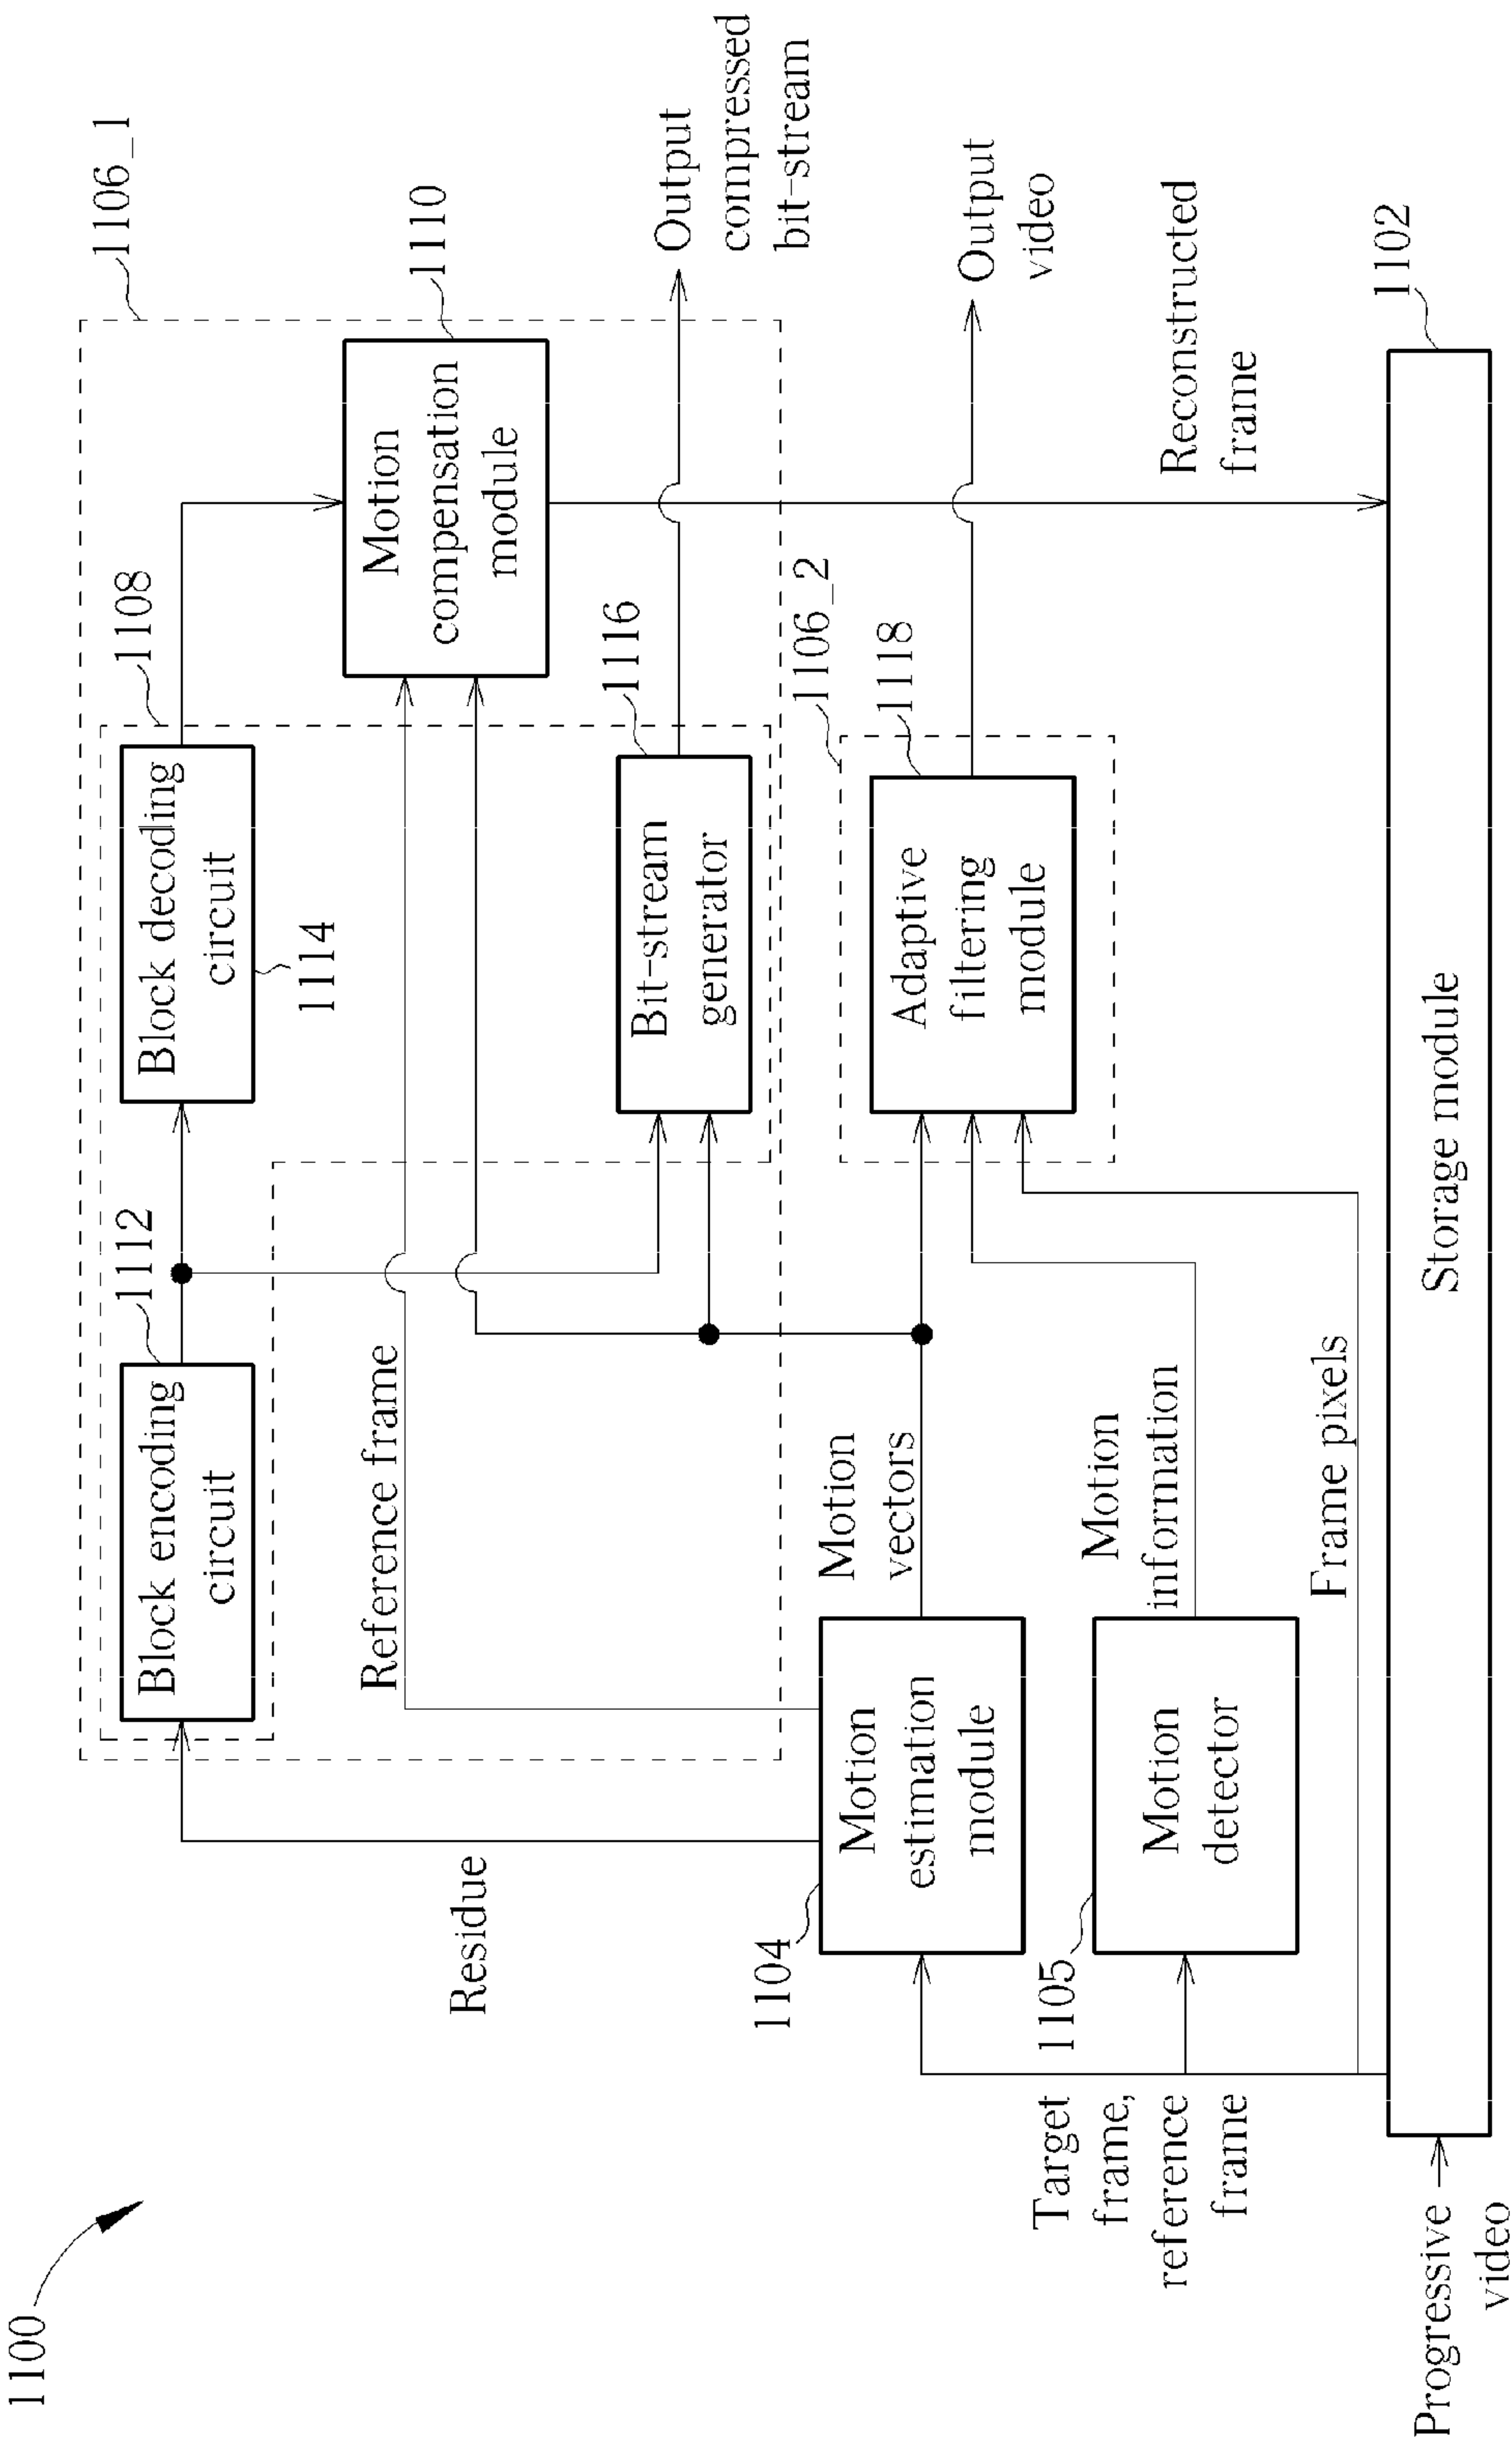 1100
1106_1
1108
1112
Block encoding
circuit
Block decoding
circuit
1114
1110
Motion
compensation
module
Reference frame
Residue
1116
Bit-stream
generator
Output
compressed
bit-stream
1104
Motion
estimation
module
Motion
vectors
1106_2
1118
Adaptive
filtering
module
Output
video
1105
Motion
detector
Motion
information
Target
frame,
reference
frame
Frame pixels
Reconstructed
frame
1102
Storage module
Progressive
video